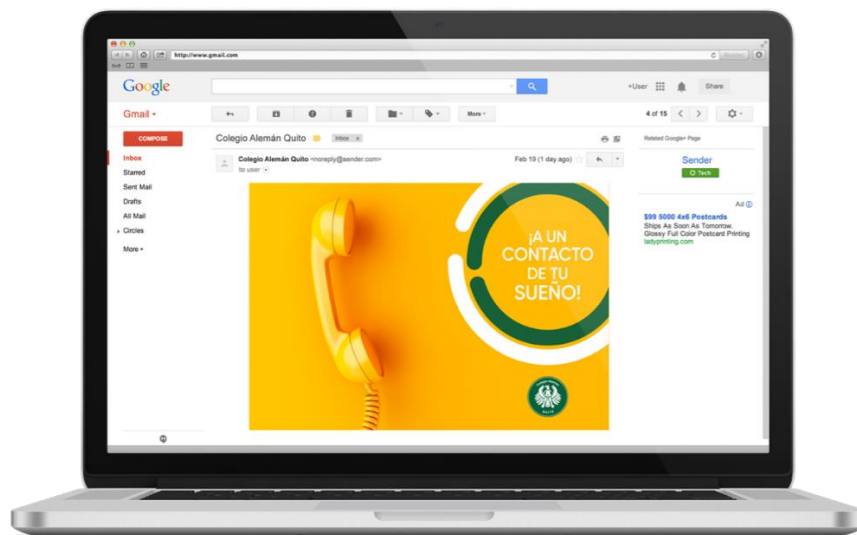 http://www.gmail.com
Reader
Google
+User
Share
Gmail
More
4 of 15
COMPOSE
Inbox
Starred
Sent Mail
Drafts
All Mail
Circles
More
Colegio Alemán Quito
Inbox x
Colegio Alemán Quito <noreply@sender.com>
to user
Feb 19 (1 day ago)
¡A UN
CONTACTO
DE TU
SUEÑO!
Related Google+ Page
Sender
Tech
Ad
$99 5000 4x6 Postcards
Ships As Soon As Tomorrow.
Glossy Full Color Postcard Printing
ladyprinting.com